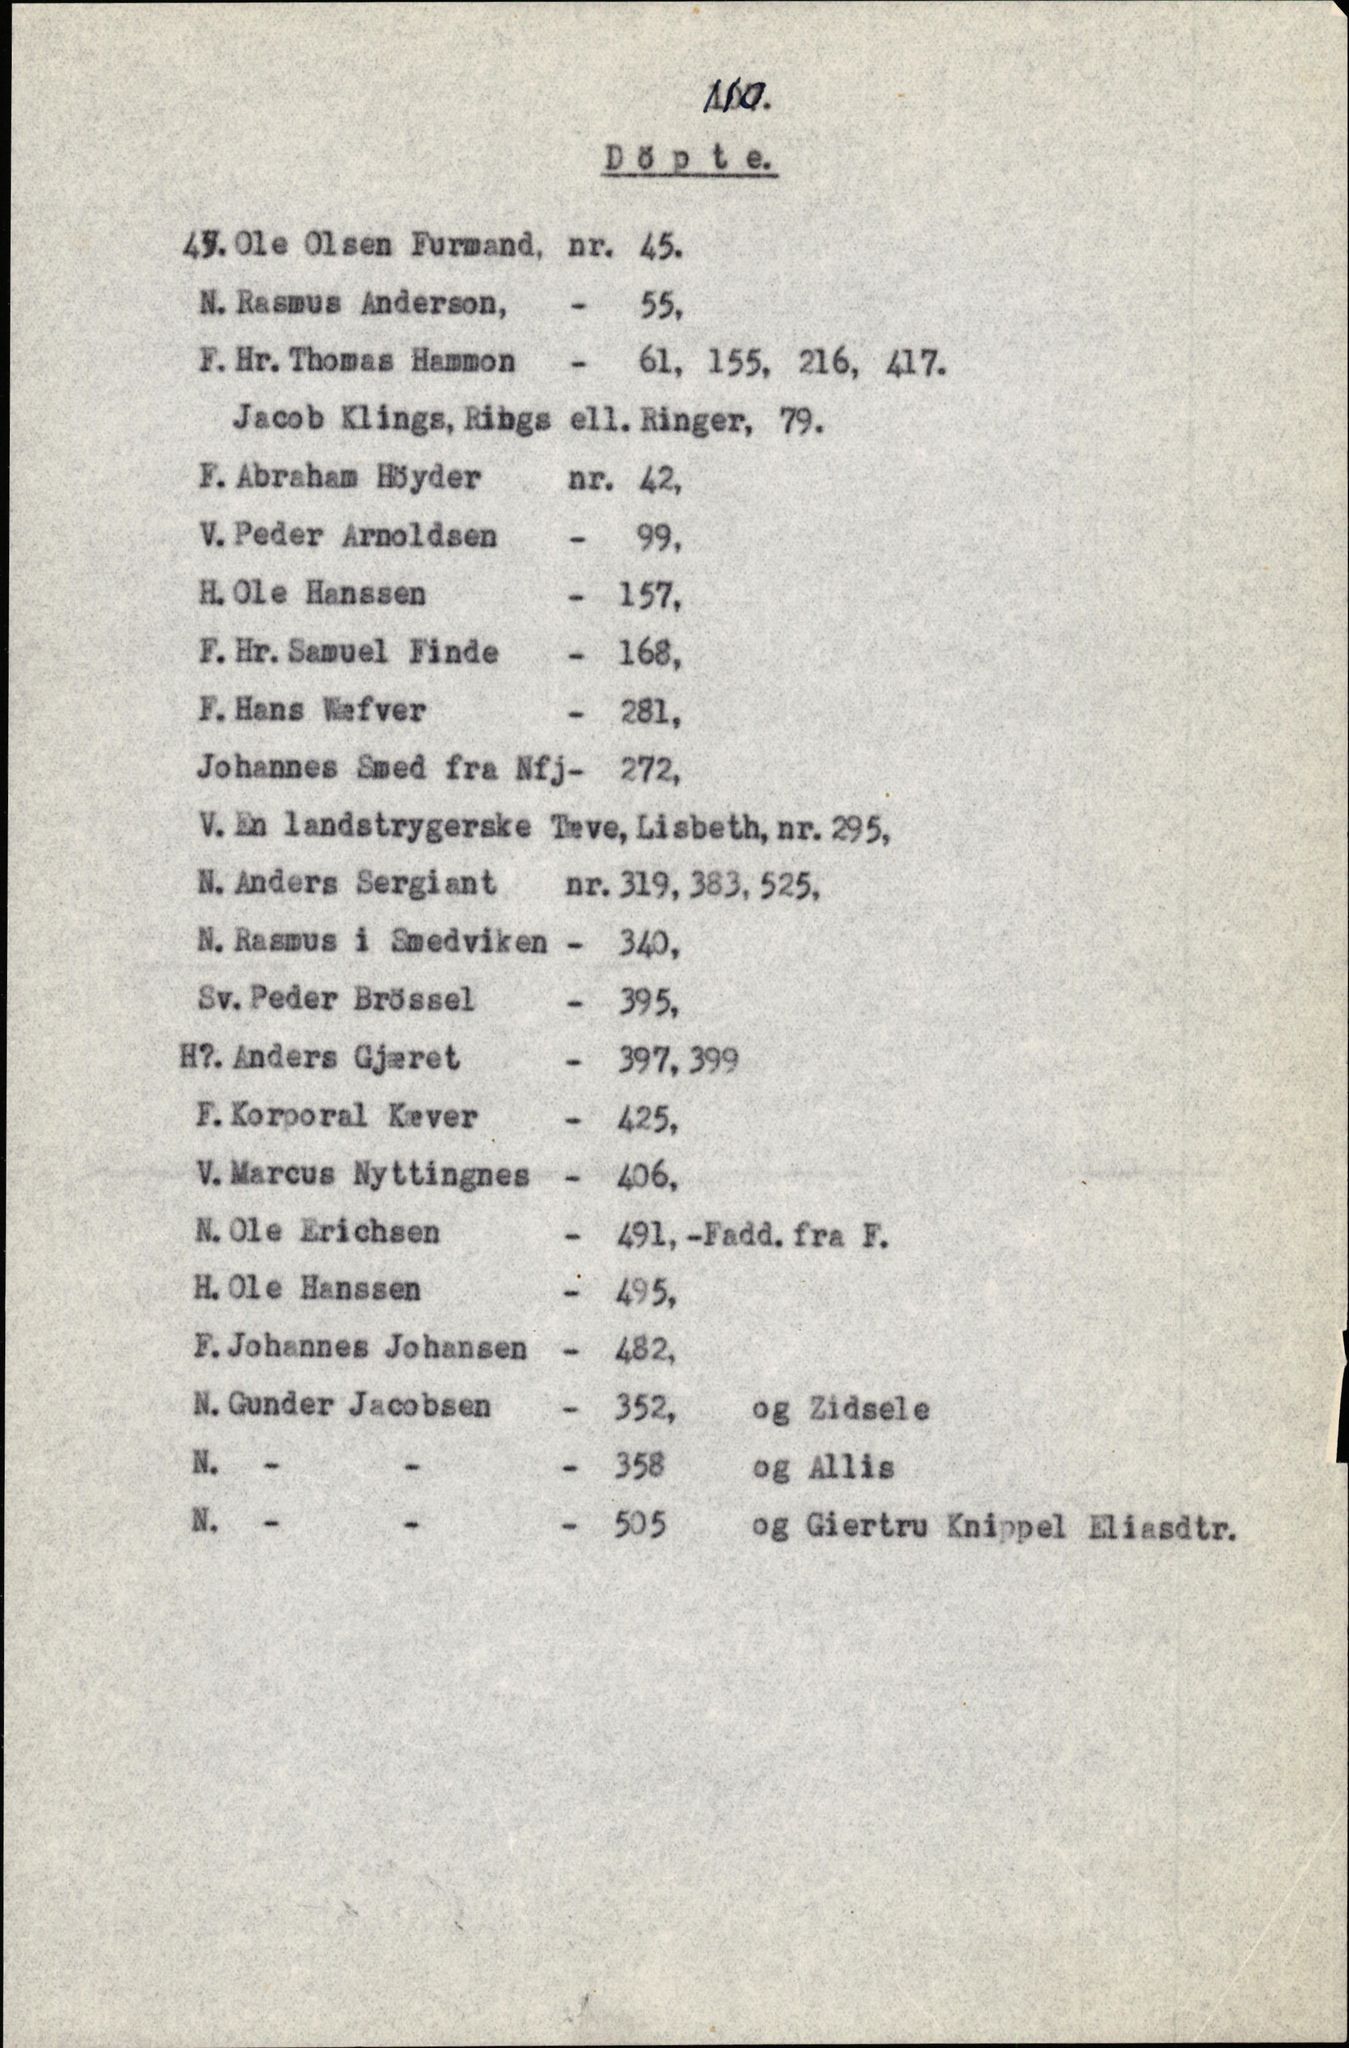 110.
Döpte.
47. Ole Olsen Furmand, nr. 45.
N. Rasmus Anderson, - 55,
F. Hr. Thomas Hammon - 61, 155, 216, 417.
Jacob Klings, Rings ell. Ringer, 79.
F. Abraham Höyder nr. 42,
V. Peder Arnoldsen - 99,
H. Ole Hanssen - 157,
F. Hr. Samuel Finde - 168,
F. Hans Wæfver - 281,
Johannes Smed fra Nfj- 272,
V. En landstrygerske Tæve, Lisbeth, nr. 295,
N. Anders Sergiant nr. 319, 383, 525,
N. Rasmus i Smedviken - 340,
Sv. Peder Brössel - 395,
H?. Anders Gjæret - 397, 399
F. Korporal Kæver - 425,
V. Marcus Nyttingnes - 406,
N. Ole Erichsen - 491, -Fadd. fra F.
H. Ole Hanssen - 495,
F. Johannes Johansen - 482,
N. Gunder Jacobsen - 352, og Zidsele
N. - - - 358 og Allis
N. - - - 505 og Giertru Knippel Eliasdtr.